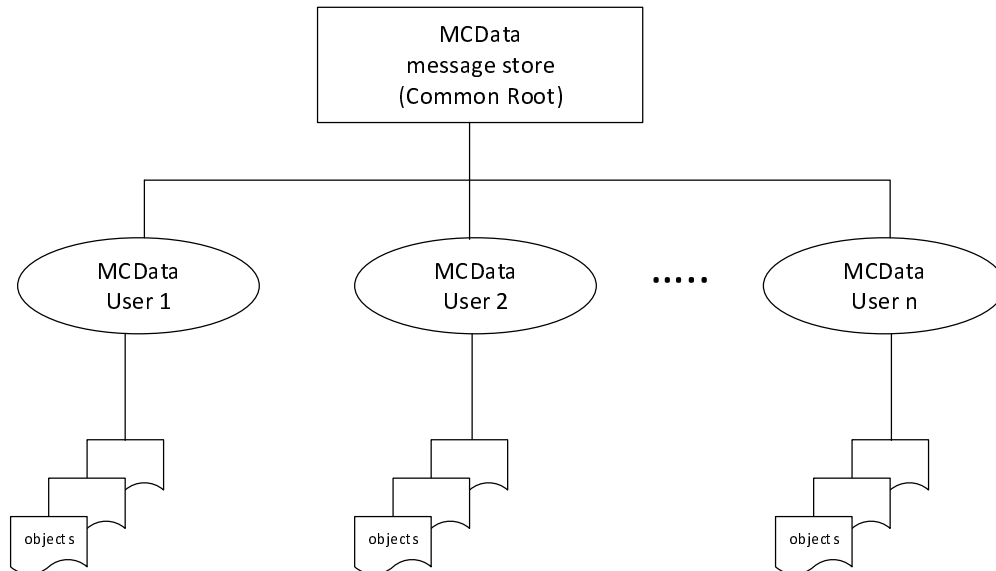 MCData
message store
(Common Root)
MCData
User 1
MCData
User 2
.....
MCData
User n
objects
objects
objects